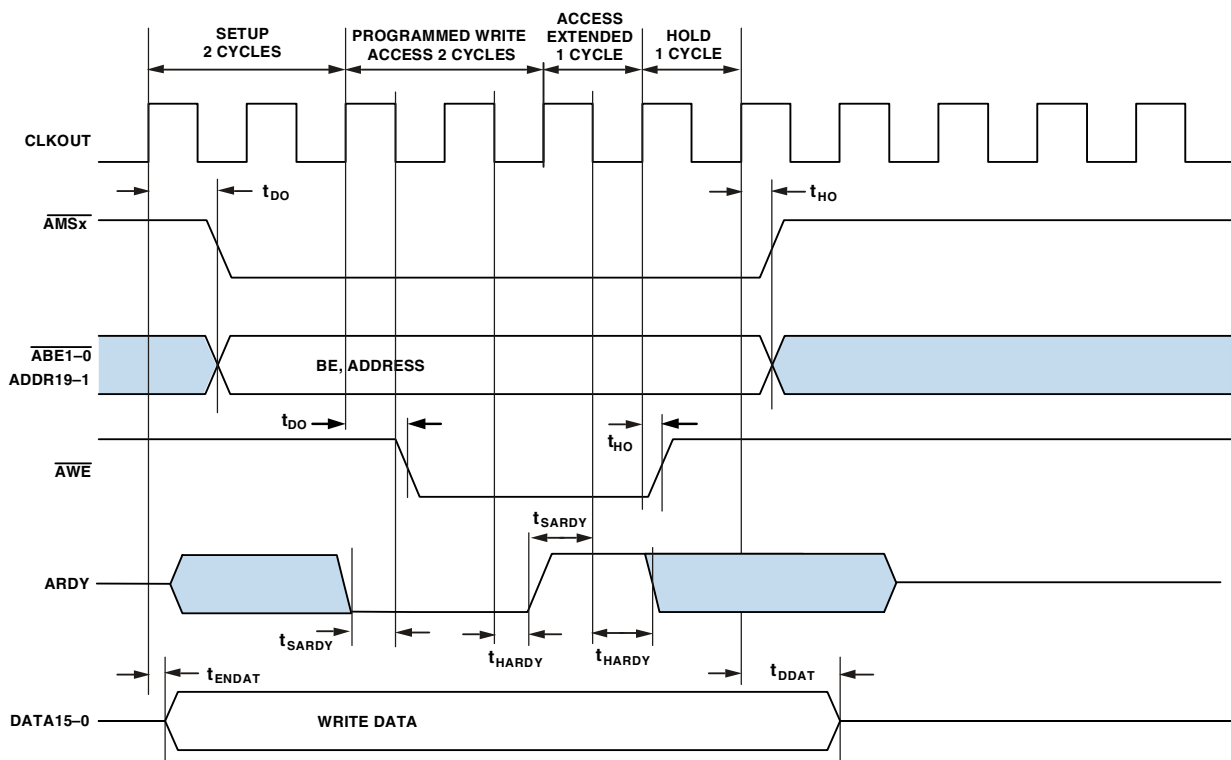 SETUP
2 CYCLES
PROGRAMMED WRITE
ACCESS 2 CYCLES
ACCESS
EXTENDED
1 CYCLE
HOLD
1 CYCLE
CLKOUT
tDO
tHO
AMSx
ABE1–0
ADDR19–1
BE, ADDRESS
tDO
tHO
AWE
tSARDY
ARDY
tSARDY
tHARDY
tHARDY
tENDAT
tDDAT
DATA15–0
WRITE DATA